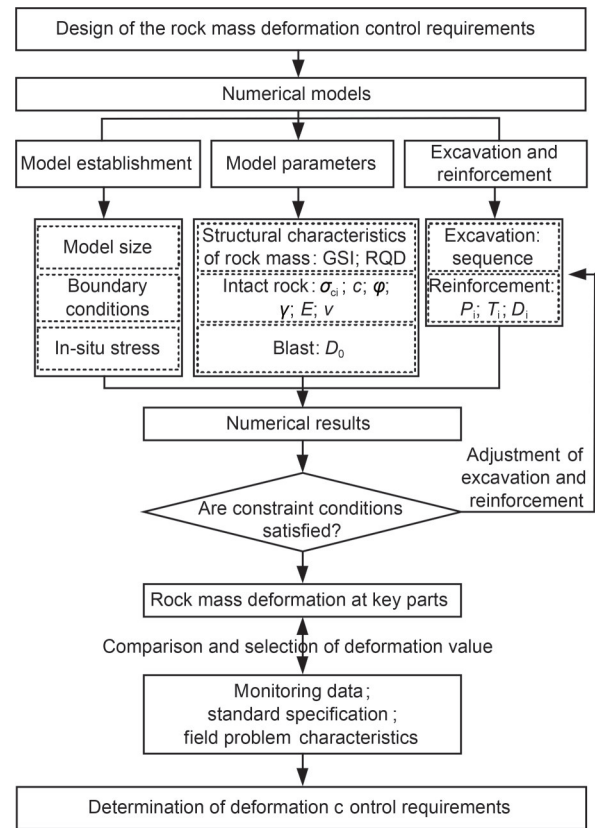 Design of the rock mass deformation control requirements
Numerical models
Model establishment
Model parameters
Excavation and
reinforcement
Model size
Boundary
conditions
In-situ stress
Structural characteristics
of rock mass: GSI; RQD
Intact rock: σci; c; φ;
γ; E; ν
Blast: D0
Excavation:
sequence
Reinforcement:
Pi; Ti; Di
Numerical results
Adjustment of
excavation and
reinforcement
Are constraint conditions
satisfied?
Rock mass deformation at key parts
Comparison and selection of deformation value
Monitoring data;
standard specification;
field problem characteristics
Determination of deformation c ontrol requirements